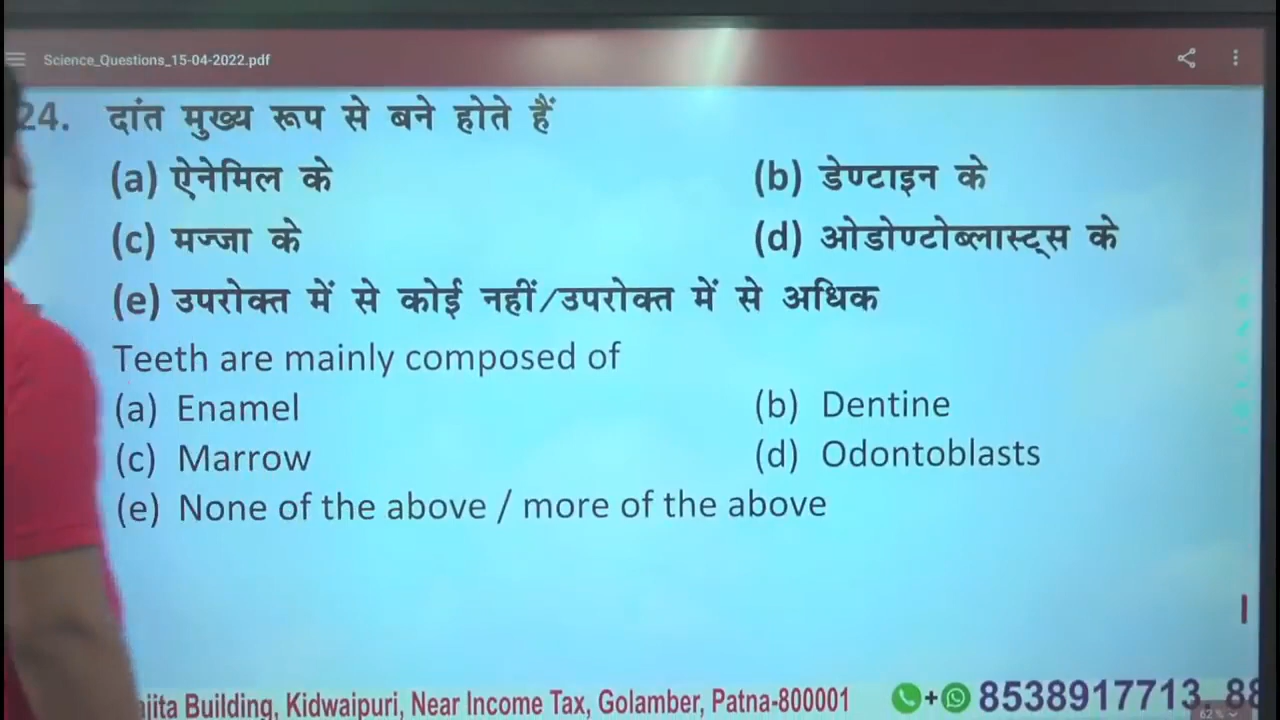 Science_Questions_15-04-2022.pdf
24. दांत मुख्य रूप से बने होते हैं
(a) ऐनेमिल के (b) डेण्टाइन के
(c) मज्जा के (d) ओडोण्टोब्लास्ट्स के
(e) उपरोक्त में से कोई नहीं/उपरोक्त में से अधिक
Teeth are mainly composed of
(a) Enamel (b) Dentine
(c) Marrow (d) Odontoblasts
(e) None of the above / more of the above
Building, Kidwaipuri, Near Income Tax, Golamber, Patna-800001 + 8538917713, 88